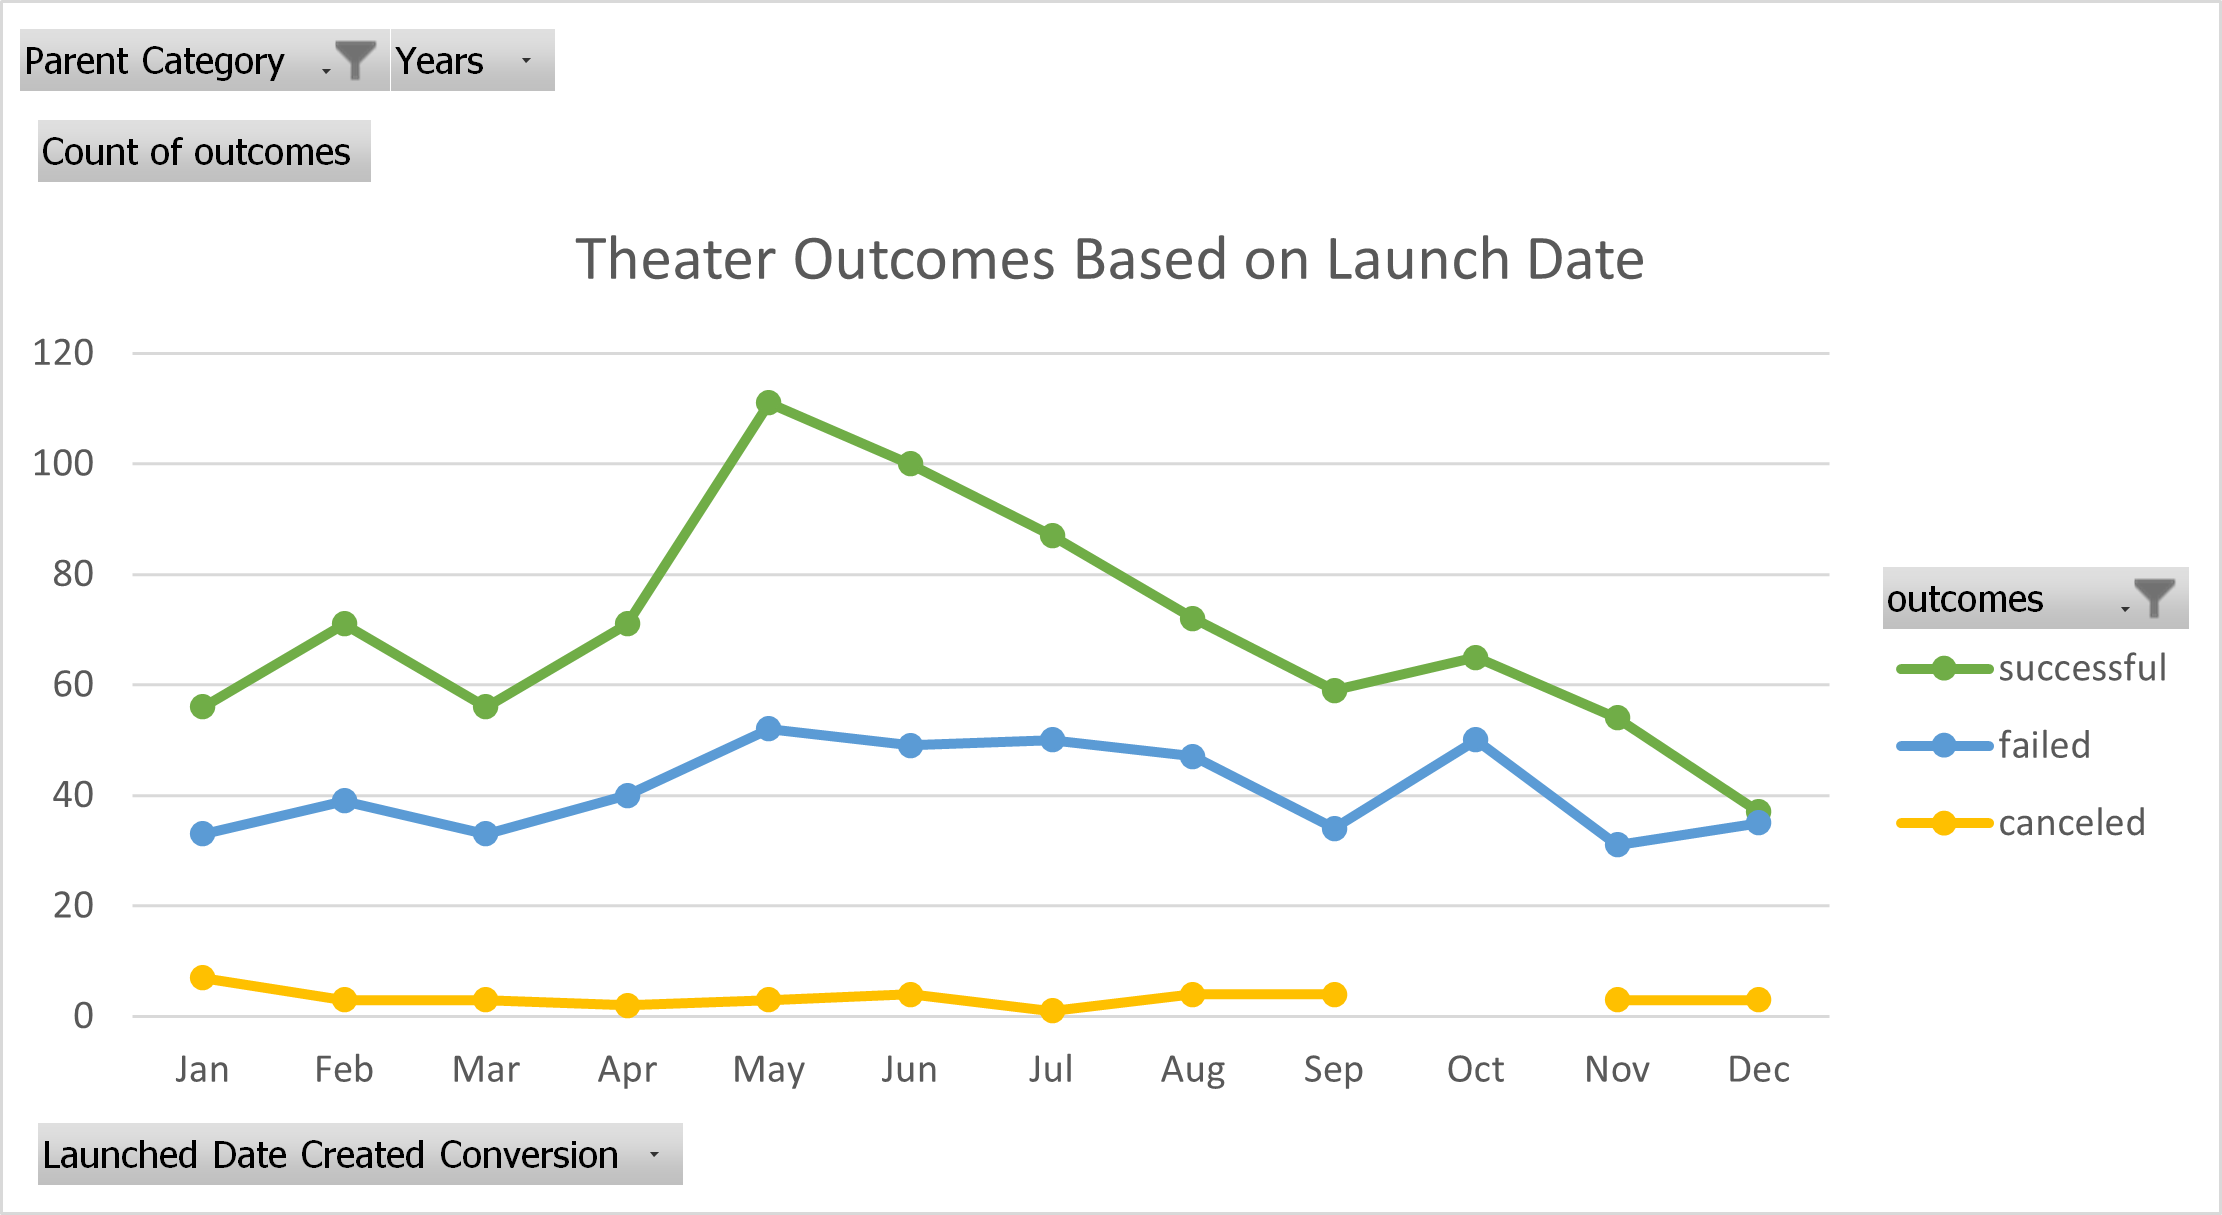 Parent Category Years
Count of outcomes
Theater Outcomes Based on Launch Date
120
100
80
60
40
20
0
Jan Feb Mar Apr May Jun Jul Aug Sep Oct Nov Dec
outcomes
successful
failed
canceled
Launched Date Created Conversion